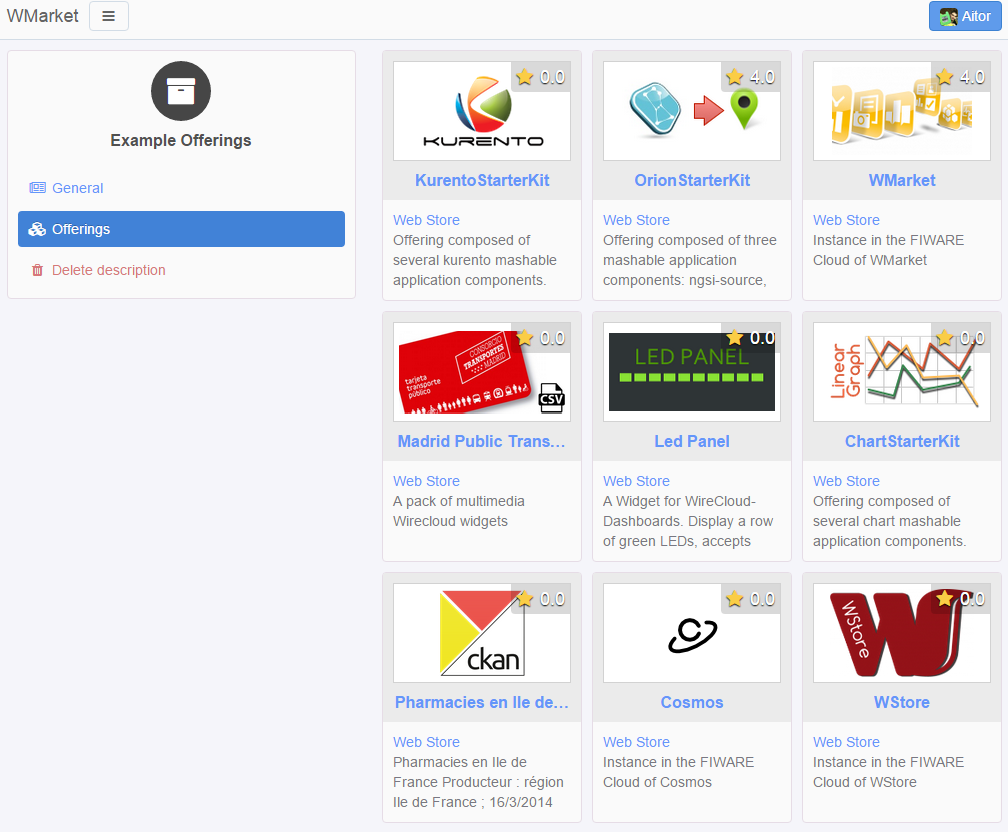 WMarket
Aitor
Example Offerings
General
Offerings
Delete description
0.0
KURENTO
KurentoStarterKit
Web Store
Offering composed of
several kurento mashable
application components.
4.0
OrionStarterKit
Web Store
Offering composed of three
mashable application
components: ngsi-source,
4.0
WMarket
Web Store
Instance in the FIWARE
Cloud of WMarket
0.0
CONSORCIO
TRANSPORTES
MADRID
tarjeta
transporte
público
CSV
Madrid Public Trans...
Web Store
A pack of multimedia
Wirecloud widgets
0.0
LED PANEL
Led Panel
Web Store
A Widget for WireCloud-
Dashboards. Display a row
of green LEDs, accepts
0.0
Linear
Graph
ChartStarterKit
Web Store
Offering composed of
several chart mashable
application components.
0.0
ckan
Pharmacies en Ile de...
Web Store
Pharmacies en Ile de
France Producteur : région
Ile de France ; 16/3/2014
0.0
Cosmos
Web Store
Instance in the FIWARE
Cloud of Cosmos
0.0
WStore
WStore
Web Store
Instance in the FIWARE
Cloud of WStore